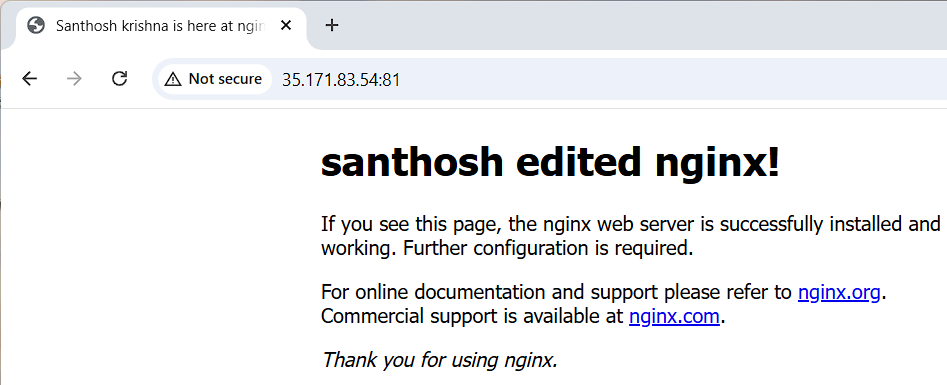 Santhosh krishna is here at ngin
Not secure
35.171.83.54:81
santhosh edited nginx!
If you see this page, the nginx web server is successfully installed and
working. Further configuration is required.
For online documentation and support please refer to nginx.org.
Commercial support is available at nginx.com.
Thank you for using nginx.